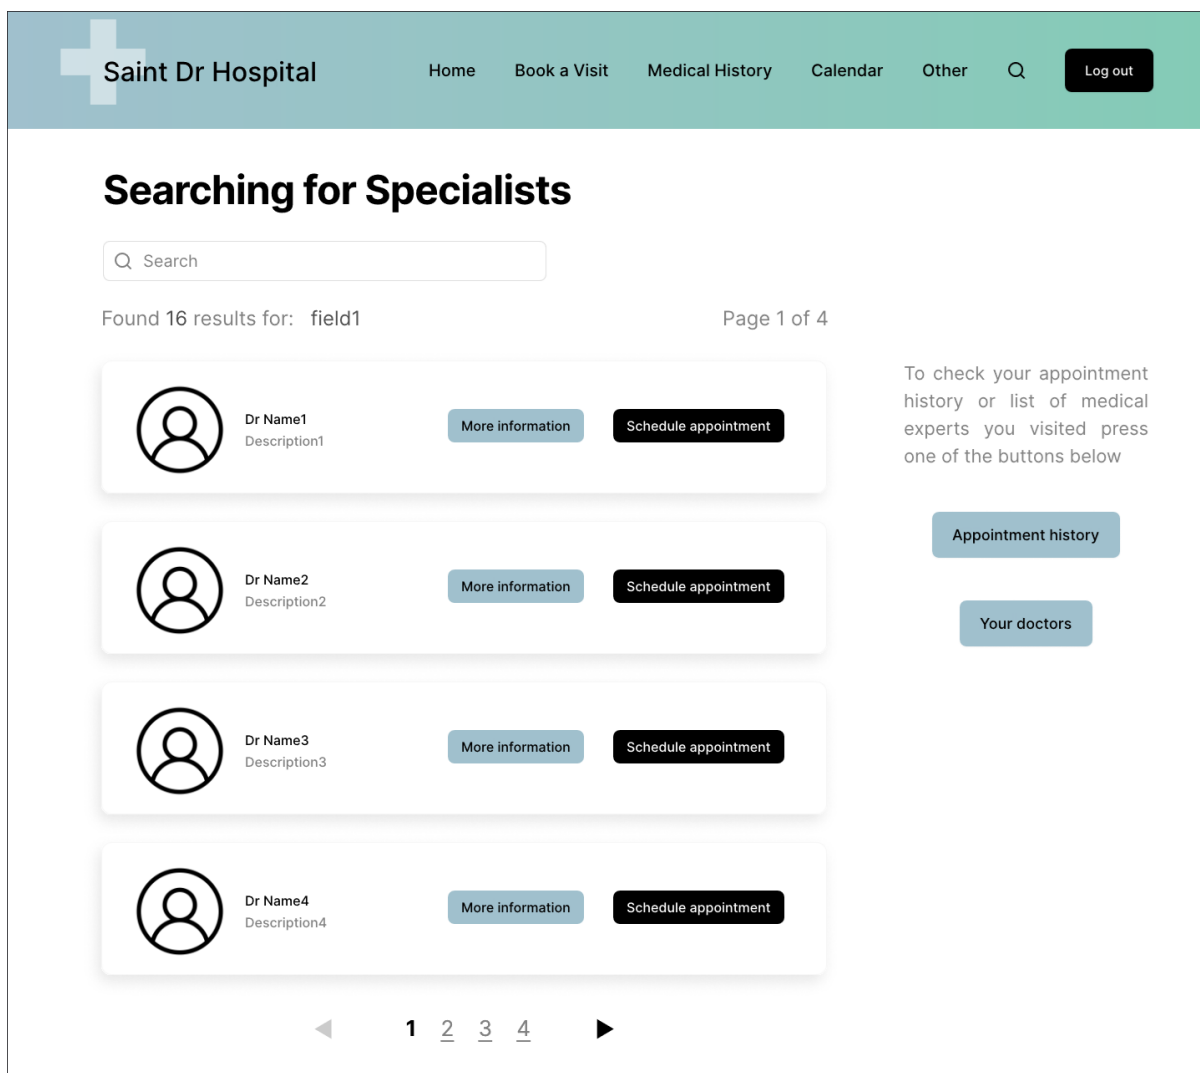 Saint Dr Hospital
Home Book a Visit Medical History Calendar Other Log out
Searching for Specialists
Search
Found 16 results for: field1
Page 1 of 4
Dr Name1
Description1
More information
Schedule appointment
Dr Name2
Description2
More information
Schedule appointment
Dr Name3
Description3
More information
Schedule appointment
Dr Name4
Description4
More information
Schedule appointment
1 2 3 4
To check your appointment
history or list of medical
experts you visited press
one of the buttons below
Appointment history
Your doctors